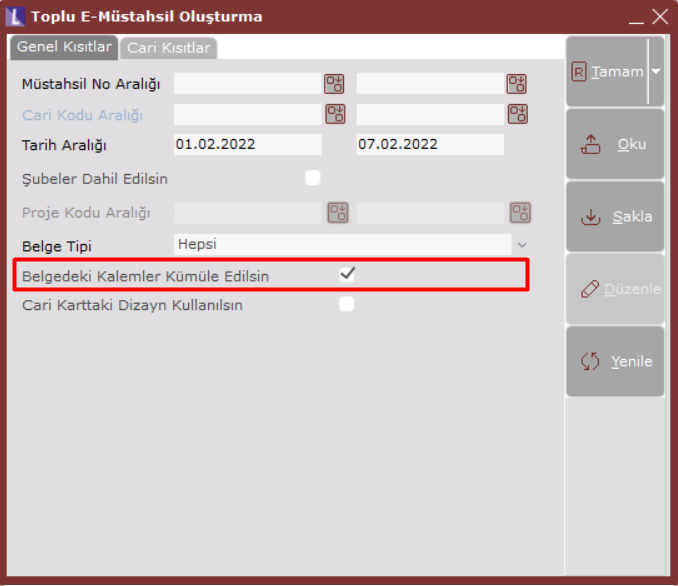 Toplu E-Müstahsil Oluşturma
Genel Kısıtlar Cari Kısıtlar
Müstahsil No Aralığı
Cari Kodu Aralığı
Tarih Aralığı 01.02.2022 07.02.2022
Şubeler Dahil Edilsin
Proje Kodu Aralığı
Belge Tipi Hepsi
Belgedeki Kalemler Kümüle Edilsin
Cari Karttaki Dizayn Kullanılsın
R Tamam
Oku
Sakla
Düzenle
Yenile